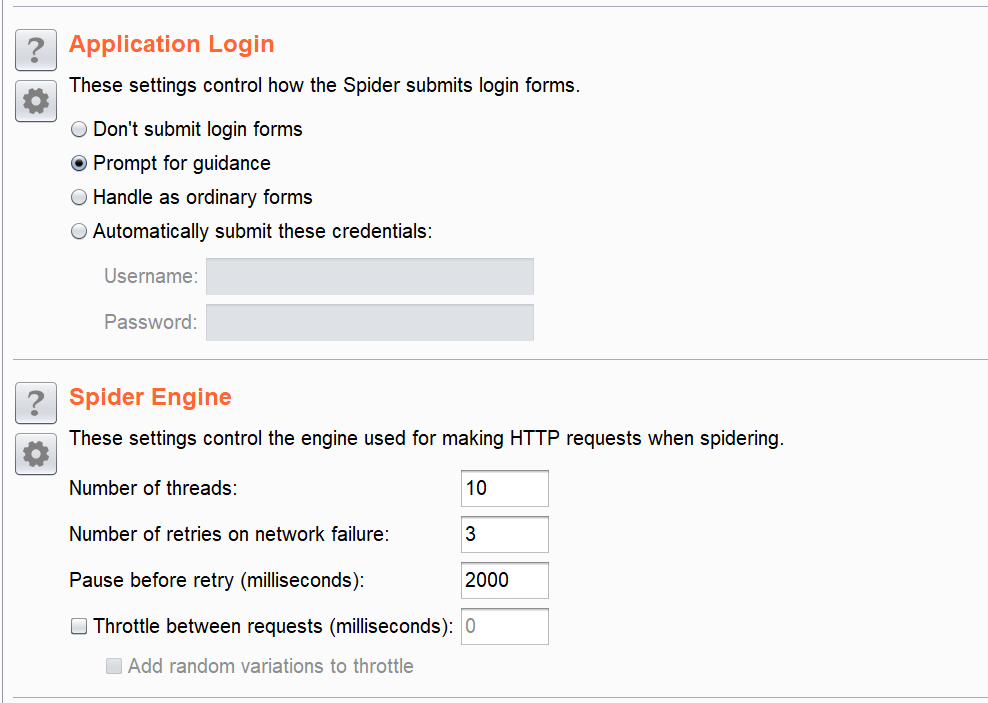 Application Login
These settings control how the Spider submits login forms.
Don't submit login forms
Prompt for guidance
Handle as ordinary forms
Automatically submit these credentials:
Username:
Password:
Spider Engine
These settings control the engine used for making HTTP requests when spidering.
Number of threads: 10
Number of retries on network failure: 3
Pause before retry (milliseconds): 2000
Throttle between requests (milliseconds): 0
Add random variations to throttle